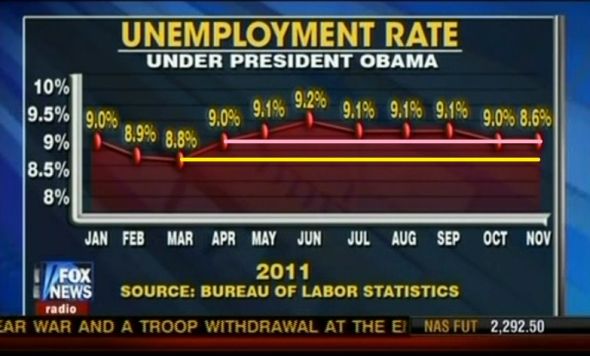 UNEMPLOYMENT RATE
UNDER PRESIDENT OBAMA
10%
9.5%
9%
8.5%
8%
9.0% 8.9% 8.8% 9.0% 9.1% 9.2% 9.1% 9.1% 9.1% 9.0% 8.6%
JAN FEB MAR APR MAY JUN JUL AUG SEP OCT NOV
2011
SOURCE: BUREAU OF LABOR STATISTICS
FOX
NEWS
radio
EAR WAR AND A TROOP WITHDRAWAL AT THE E NAS FUT 2,292.50